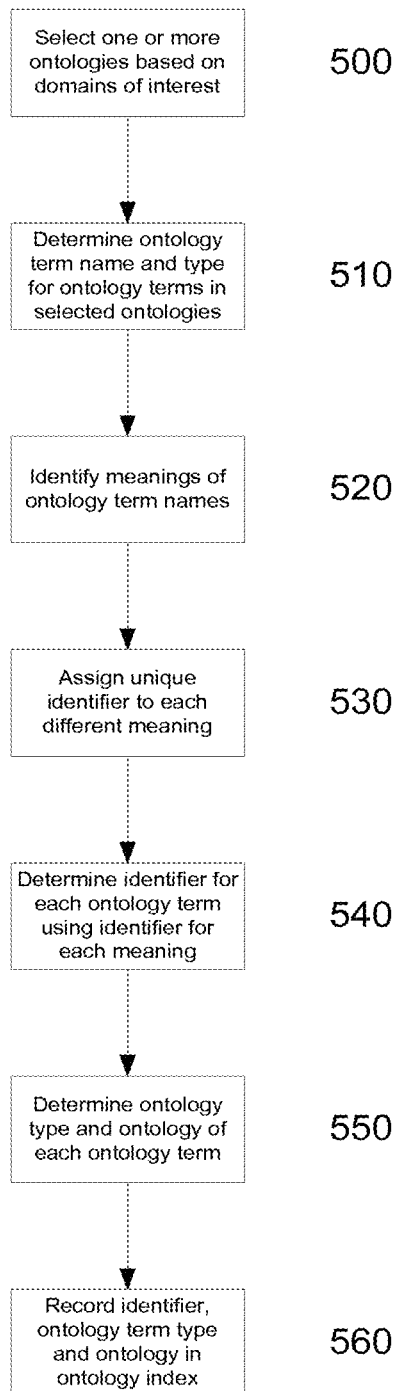 Select one or more
ontologies based on
domains of interest
500
Determine ontology
term name and type
for ontology terms in
selected ontologies
510
Identify meanings of
ontology term names
520
Assign unique
identifier to each
different meaning
530
Determine identifier for
each ontology term
using identifier for
each meaning
540
Determine ontology
type and ontology of
each ontology term
550
Record identifier,
ontology term type
and ontology in
ontology index
560